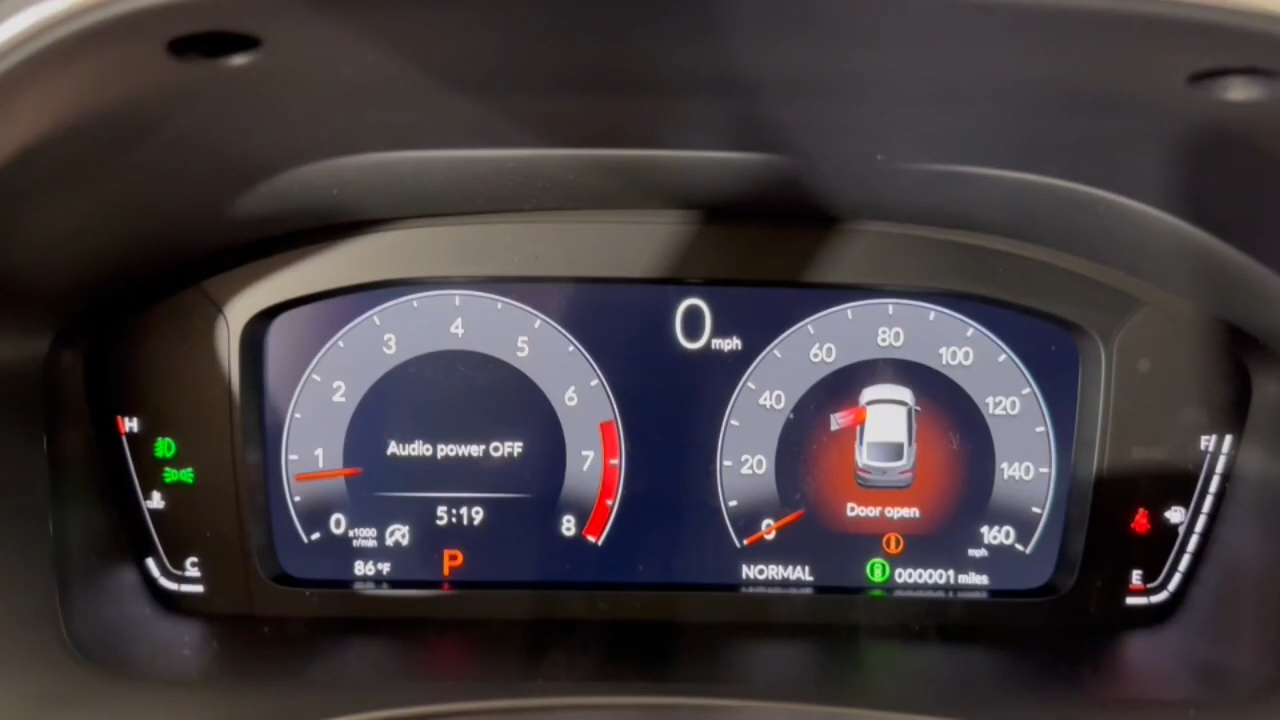 0 mph
4
3
5
2
6
1
7
0
8
x1000
r/min
Audio power OFF
5:19
86°F
P
80
60
100
40
120
20
140
0
160
mph
Door open
NORMAL
000001 miles
H
C
F
E